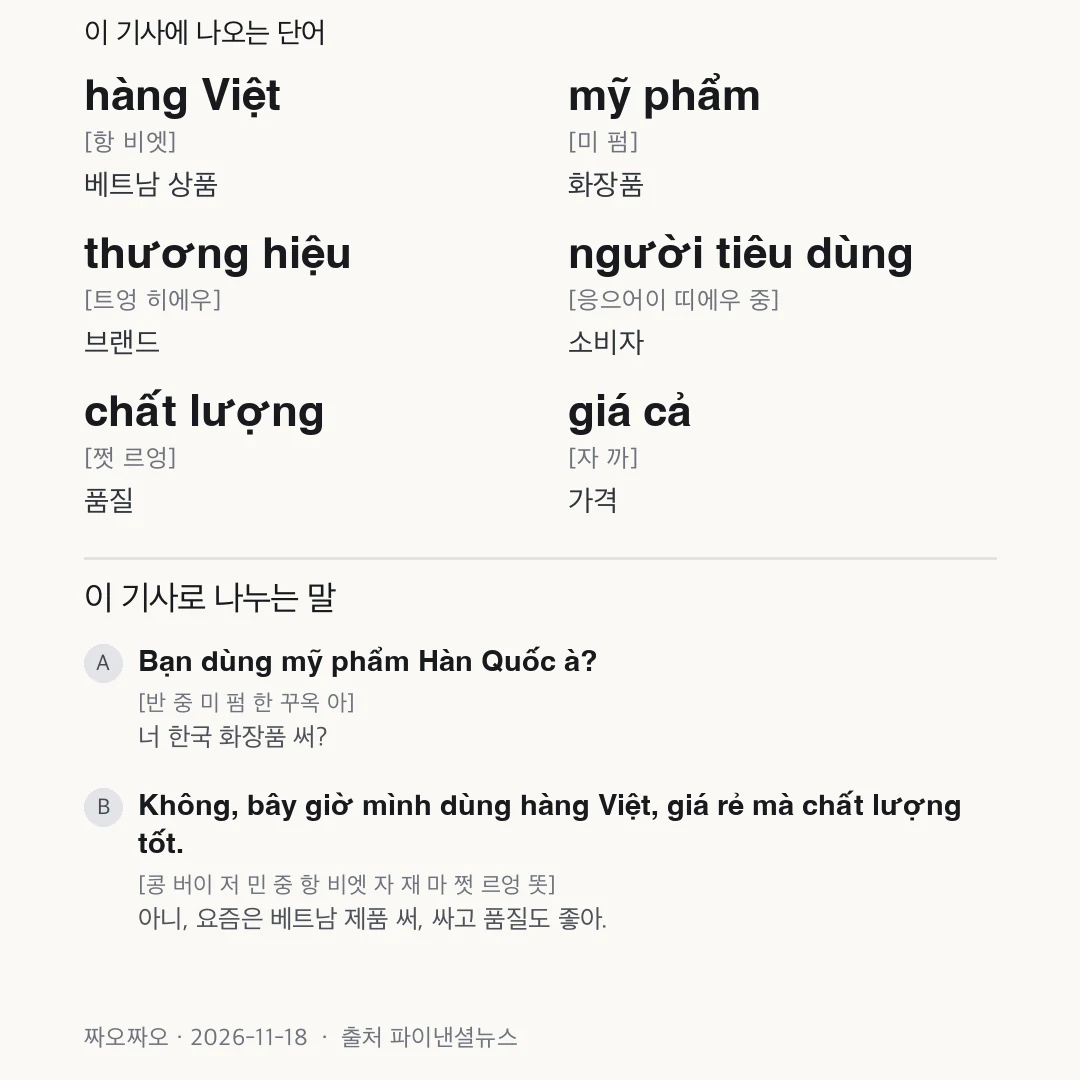 이 기사에 나오는 단어
hàng Việt
[항 비엣]
베트남 상품
mỹ phẩm
[미 펌]
화장품
thương hiệu
[트엉 히에우]
브랜드
người tiêu dùng
[응으어이 띠에우 중]
소비자
chất lượng
[쩟 르엉]
품질
giá cả
[자 까]
가격
이 기사로 나누는 말
A
Bạn dùng mỹ phẩm Hàn Quốc à?
[반 중 미 펌 한 꾸옥 아]
너 한국 화장품 써?
B
Không, bây giờ mình dùng hàng Việt, giá rẻ mà chất lượng
tốt.
[콩 버이 저 민 중 항 비엣 자 재 마 쩟 르엉 똣]
아니, 요즘은 베트남 제품 써, 싸고 품질도 좋아.
짜오짜오 · 2026-11-18 · 출처 파이낸셜뉴스